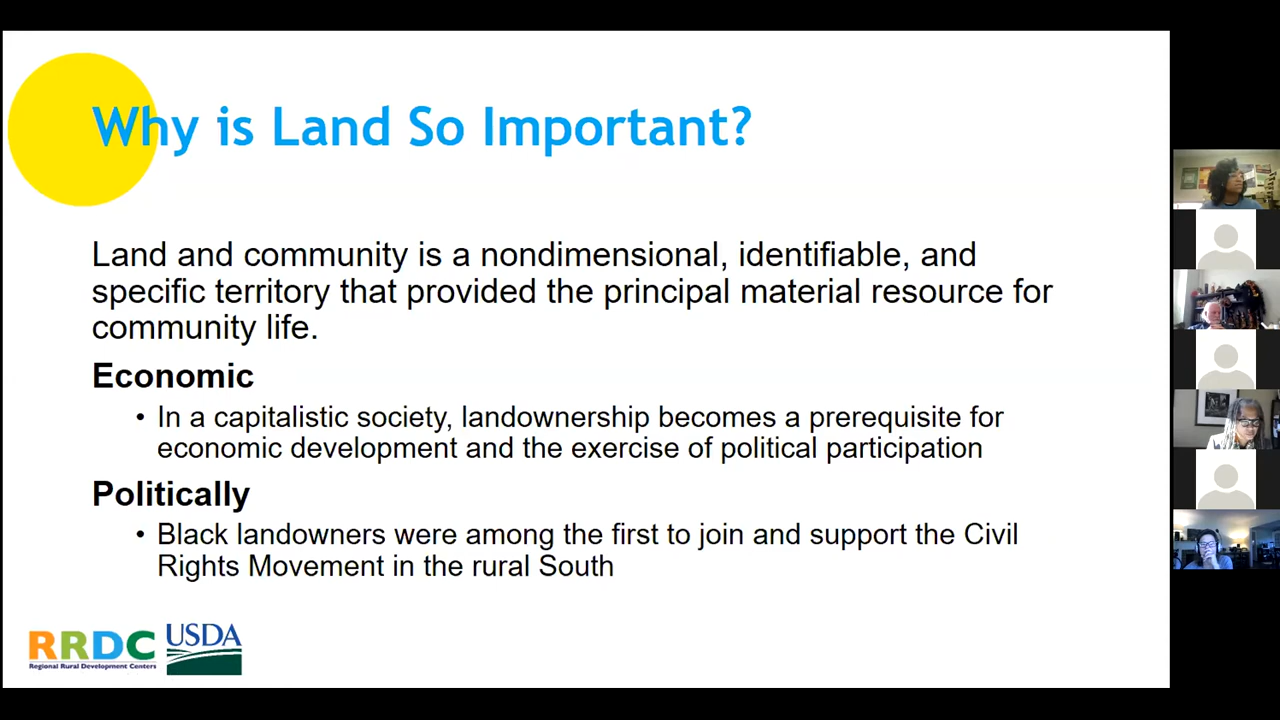 Why is Land So Important?
Land and community is a nondimensional, identifiable, and
specific territory that provided the principal material resource for
community life.
Economic
• In a capitalistic society, landownership becomes a prerequisite for
economic development and the exercise of political participation
Politically
• Black landowners were among the first to join and support the Civil
Rights Movement in the rural South
RRDC
Regional Rural Development Centers
USDA